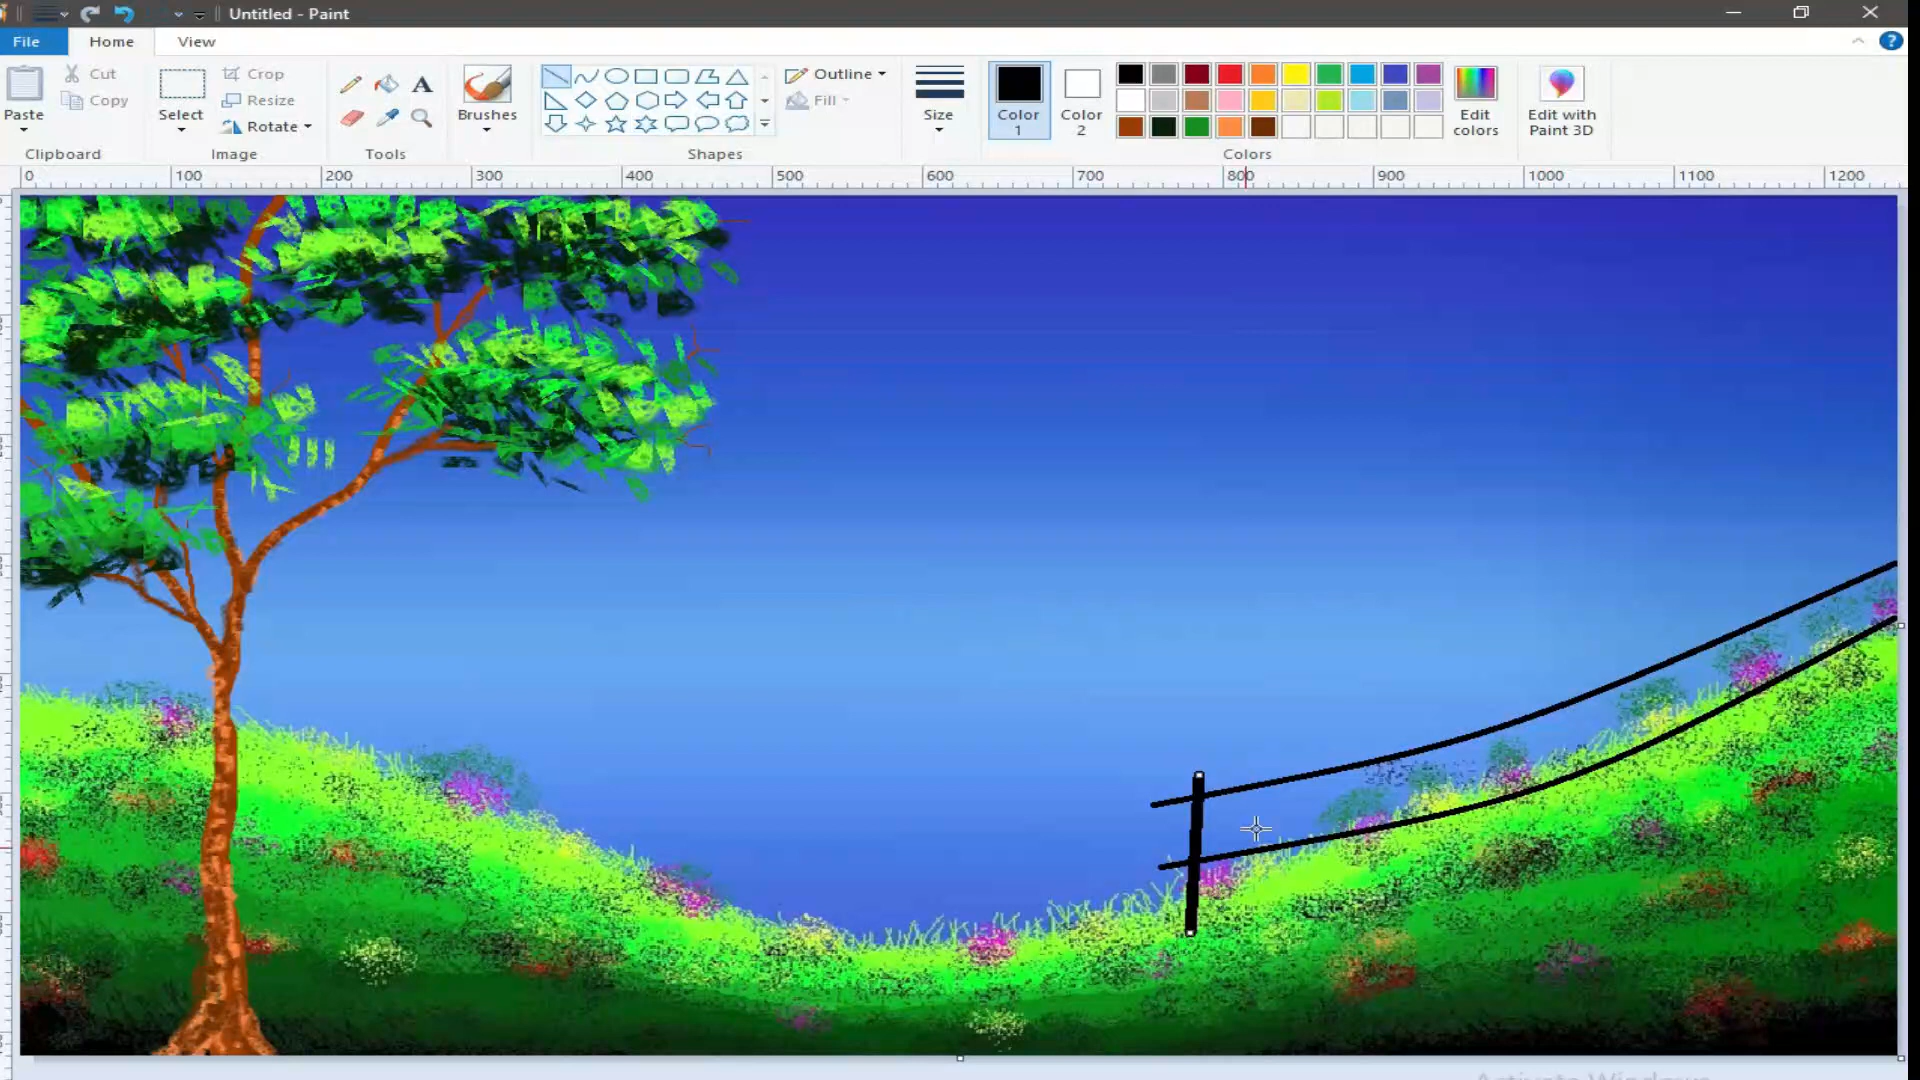 Untitled - Paint
File Home View
Cut
Copy
Paste
Clipboard
Select
Crop
Resize
Rotate
Image
A
Tools
Brushes
Shapes
Outline
Fill
Size
Color
1
Color
2
Colors
Edit
colors
Edit with
Paint 3D
?
0 100 200 300 400 500 600 700 800 900 1000 1100 1200